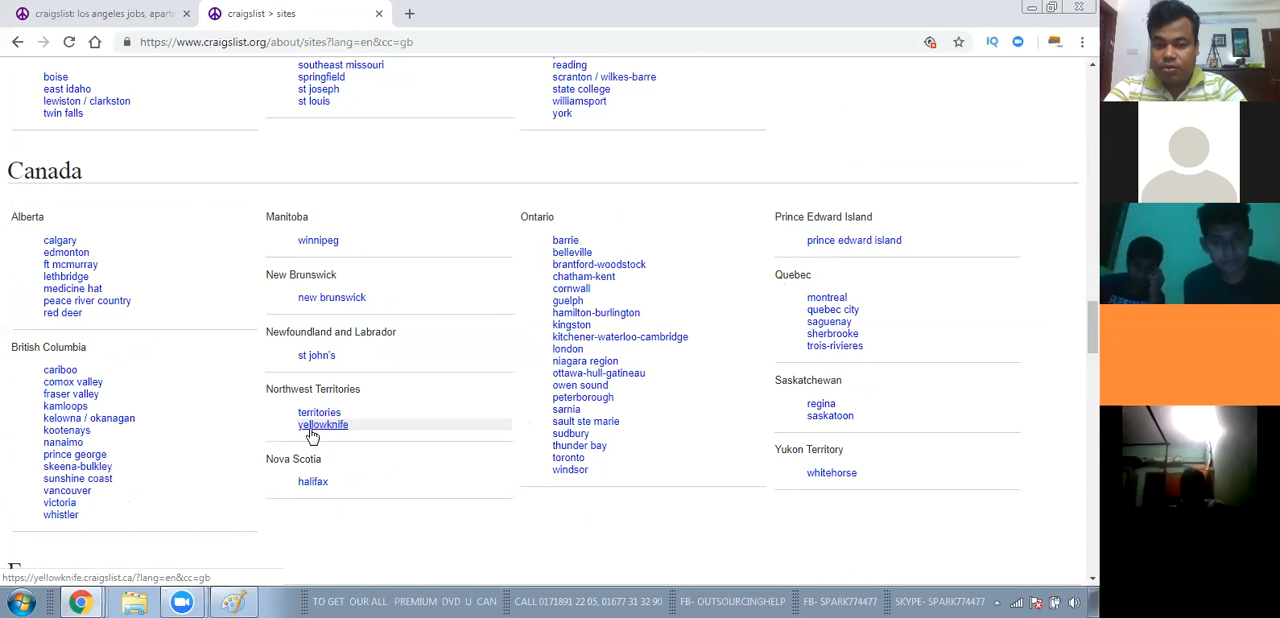 craigslist: los angeles jobs, apart
craigslist > sites
https://www.craigslist.org/about/sites?lang=en&cc=gb
boise
east idaho
lewiston / clarkston
twin falls
southeast missouri
springfield
st joseph
st louis
reading
scranton / wilkes-barre
state college
williamsport
york
Canada
Alberta
calgary
edmonton
ft mcmurray
lethbridge
medicine hat
peace river country
red deer
British Columbia
cariboo
comox valley
fraser valley
kamloops
kelowna / okanagan
kootenays
nanaimo
prince george
skeena-bulkley
sunshine coast
vancouver
victoria
whistler
Manitoba
winnipeg
New Brunswick
new brunswick
Newfoundland and Labrador
st john's
Northwest Territories
territories
yellowknife
Nova Scotia
halifax
Ontario
barrie
belleville
brantford-woodstock
chatham-kent
cornwall
guelph
hamilton-burlington
kingston
kitchener-waterloo-cambridge
london
niagara region
ottawa-hull-gatineau
owen sound
peterborough
sarnia
sault ste marie
sudbury
thunder bay
toronto
windsor
Prince Edward Island
prince edward island
Quebec
montreal
quebec city
saguenay
sherbrooke
trois-rivieres
Saskatchewan
regina
saskatoon
Yukon Territory
whitehorse
https://yellowknife.craigslist.ca/?lang=en&cc=gb
TO GET OUR ALL PREMIUM DVD U CAN
CALL 0171891 22 05, 01677 31 32 90
FB- OUTSOURCINGHELP
FB- SPARK774477
SKYPE- SPARK774477